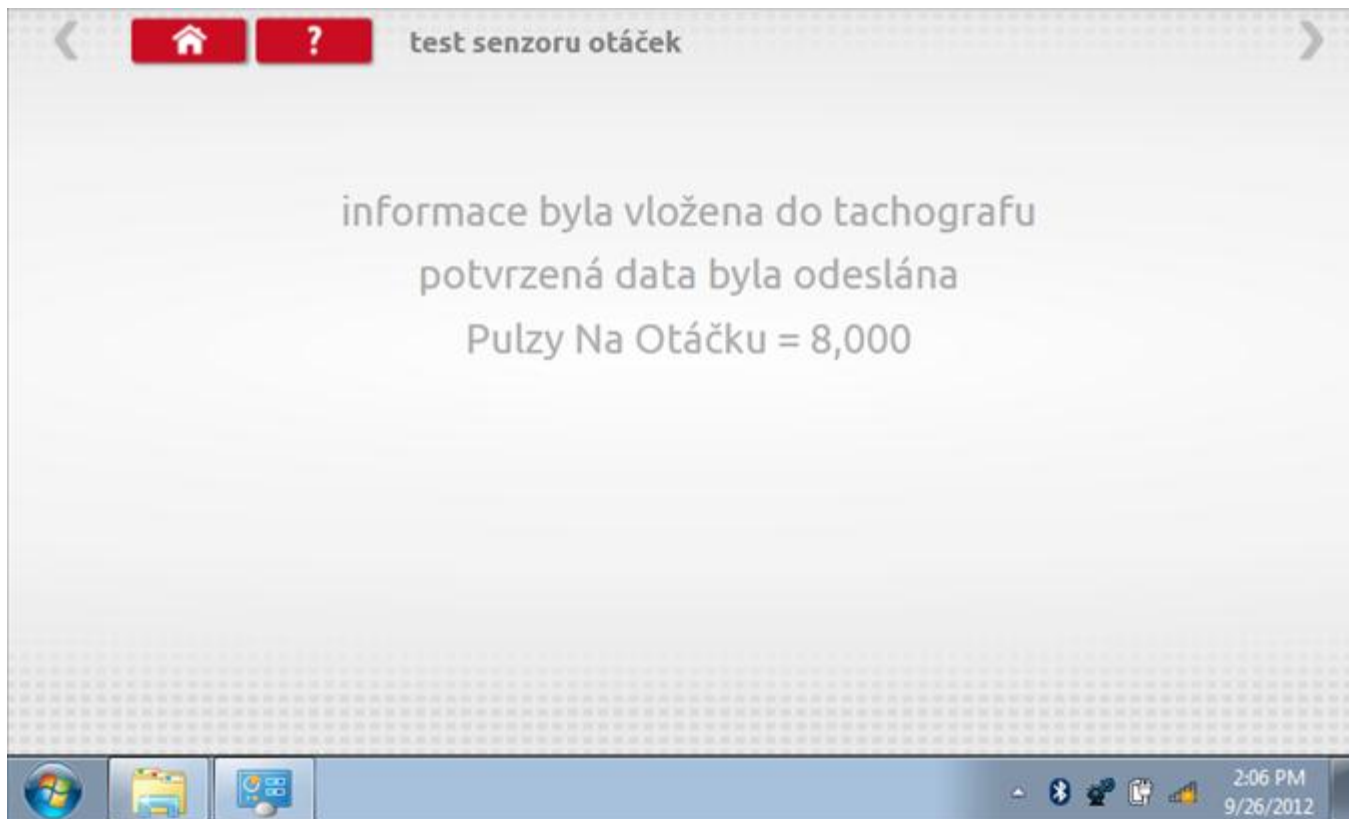 ? test senzoru otáček
informace byla vložena do tachografu
potvrzená data byla odeslána
Pulzy Na Otáčku = 8,000
2:06 PM
9/26/2012